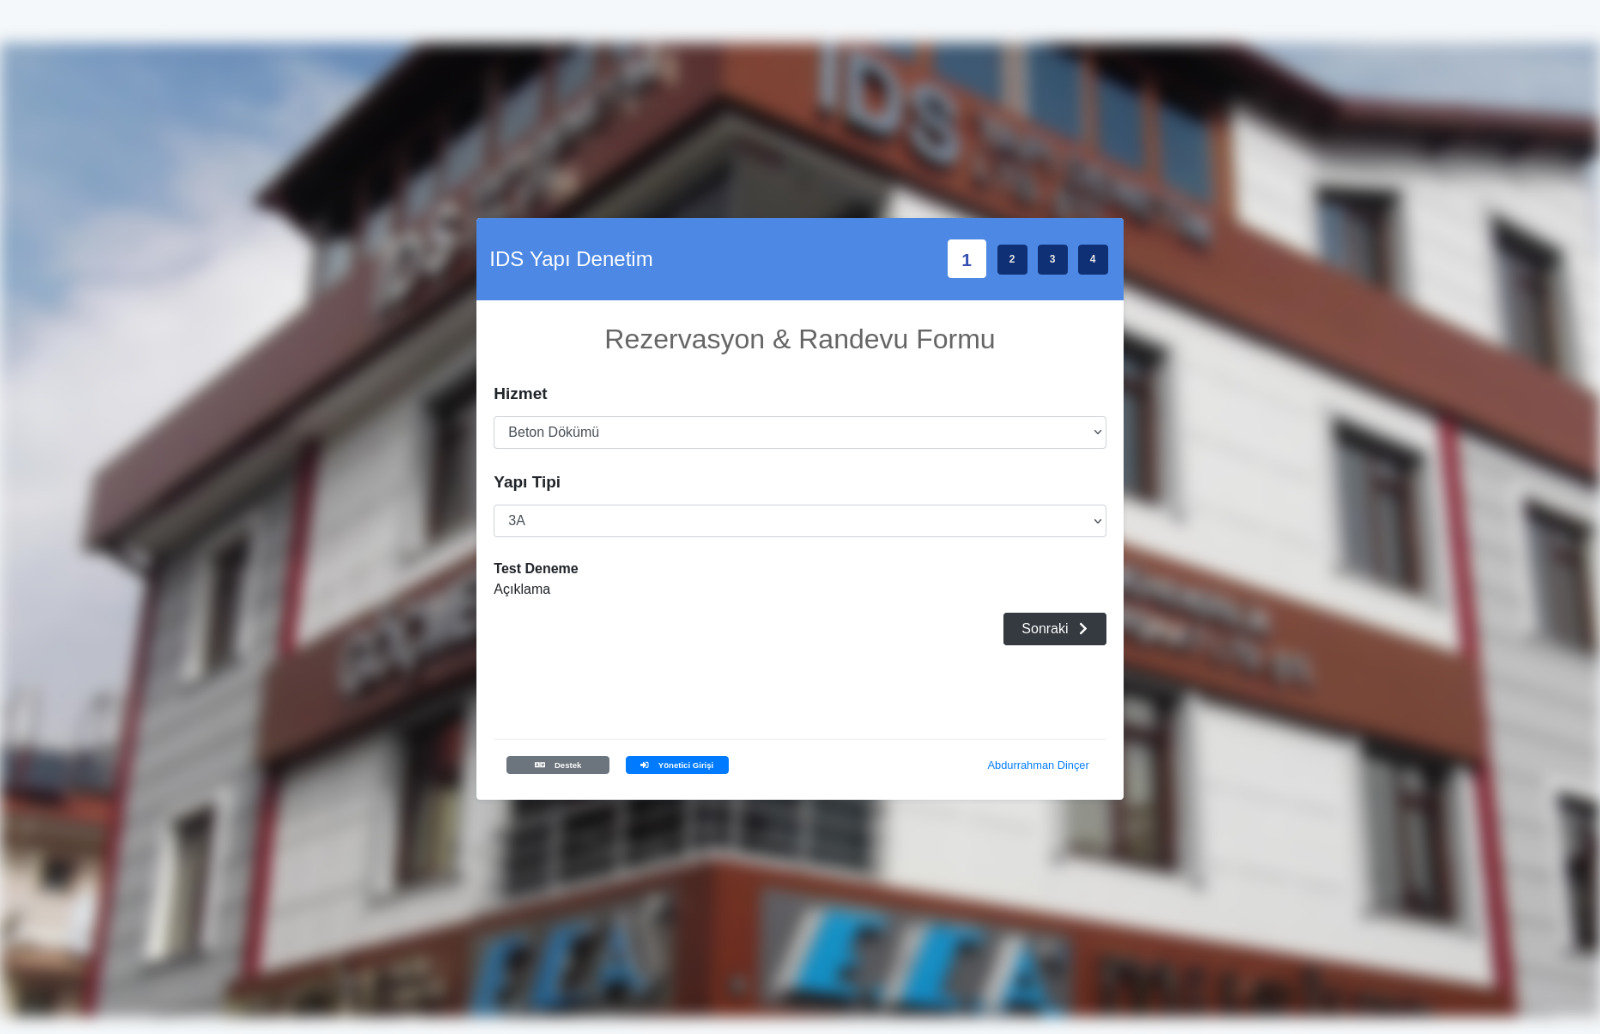 IDS
IDS Yapı Denetim
1
2
3
4
Rezervasyon & Randevu Formu
Hizmet
Beton Dökümü
Yapı Tipi
3A
Test Deneme
Açıklama
Sonraki
Destek
Yönetici Girişi
Abdurrahman Dinçer